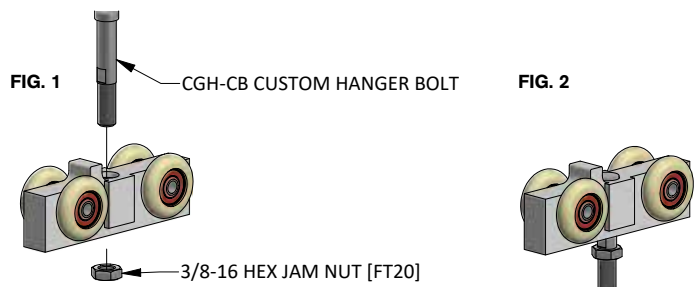 FIG. 1
CGH-CB CUSTOM HANGER BOLT
FIG. 2
3/8-16 HEX JAM NUT [FT20]